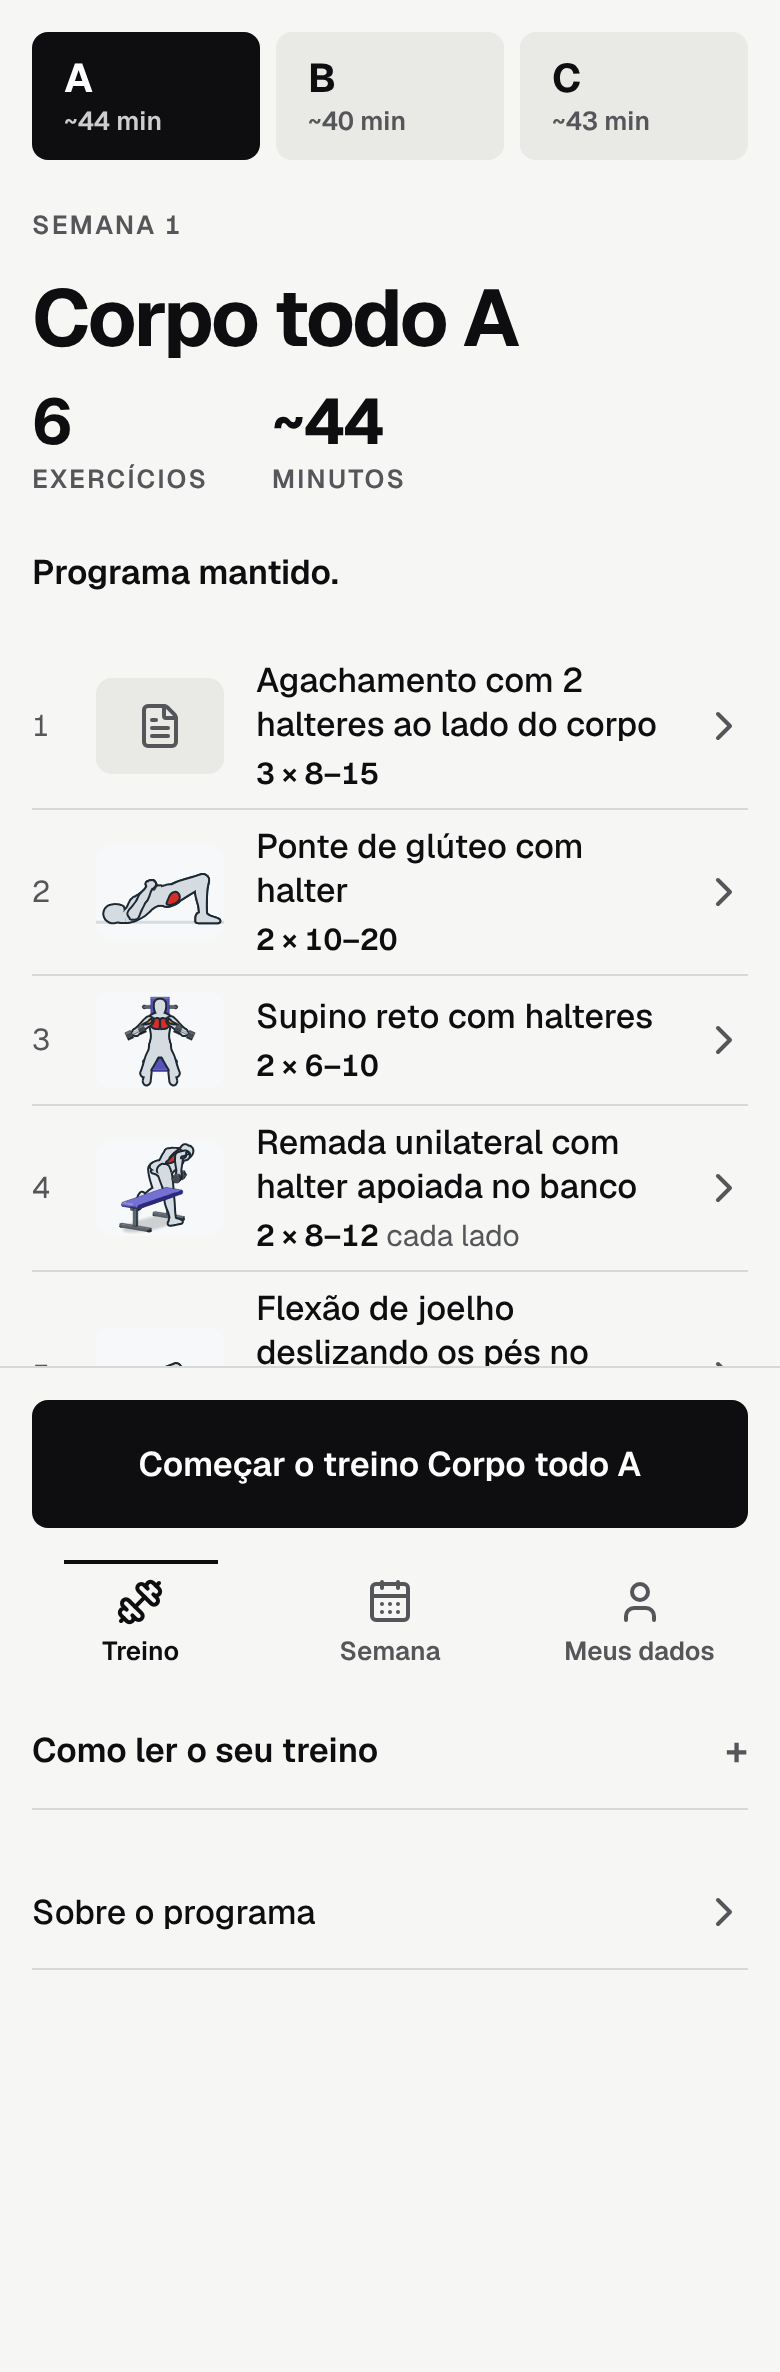 A
~44 min
B
~40 min
C
~43 min
SEMANA 1
Corpo todo A
6
EXERCÍCIOS
~44
MINUTOS
Programa mantido.
1
Agachamento com 2
halteres ao lado do corpo
3 × 8–15
2
Ponte de glúteo com
halter
2 × 10–20
3
Supino reto com halteres
2 × 6–10
4
Remada unilateral com
halter apoiada no banco
2 × 8–12 cada lado
Flexão de joelho
deslizando os pés no
Começar o treino Corpo todo A
Treino
Semana
Meus dados
Como ler o seu treino
+
Sobre o programa